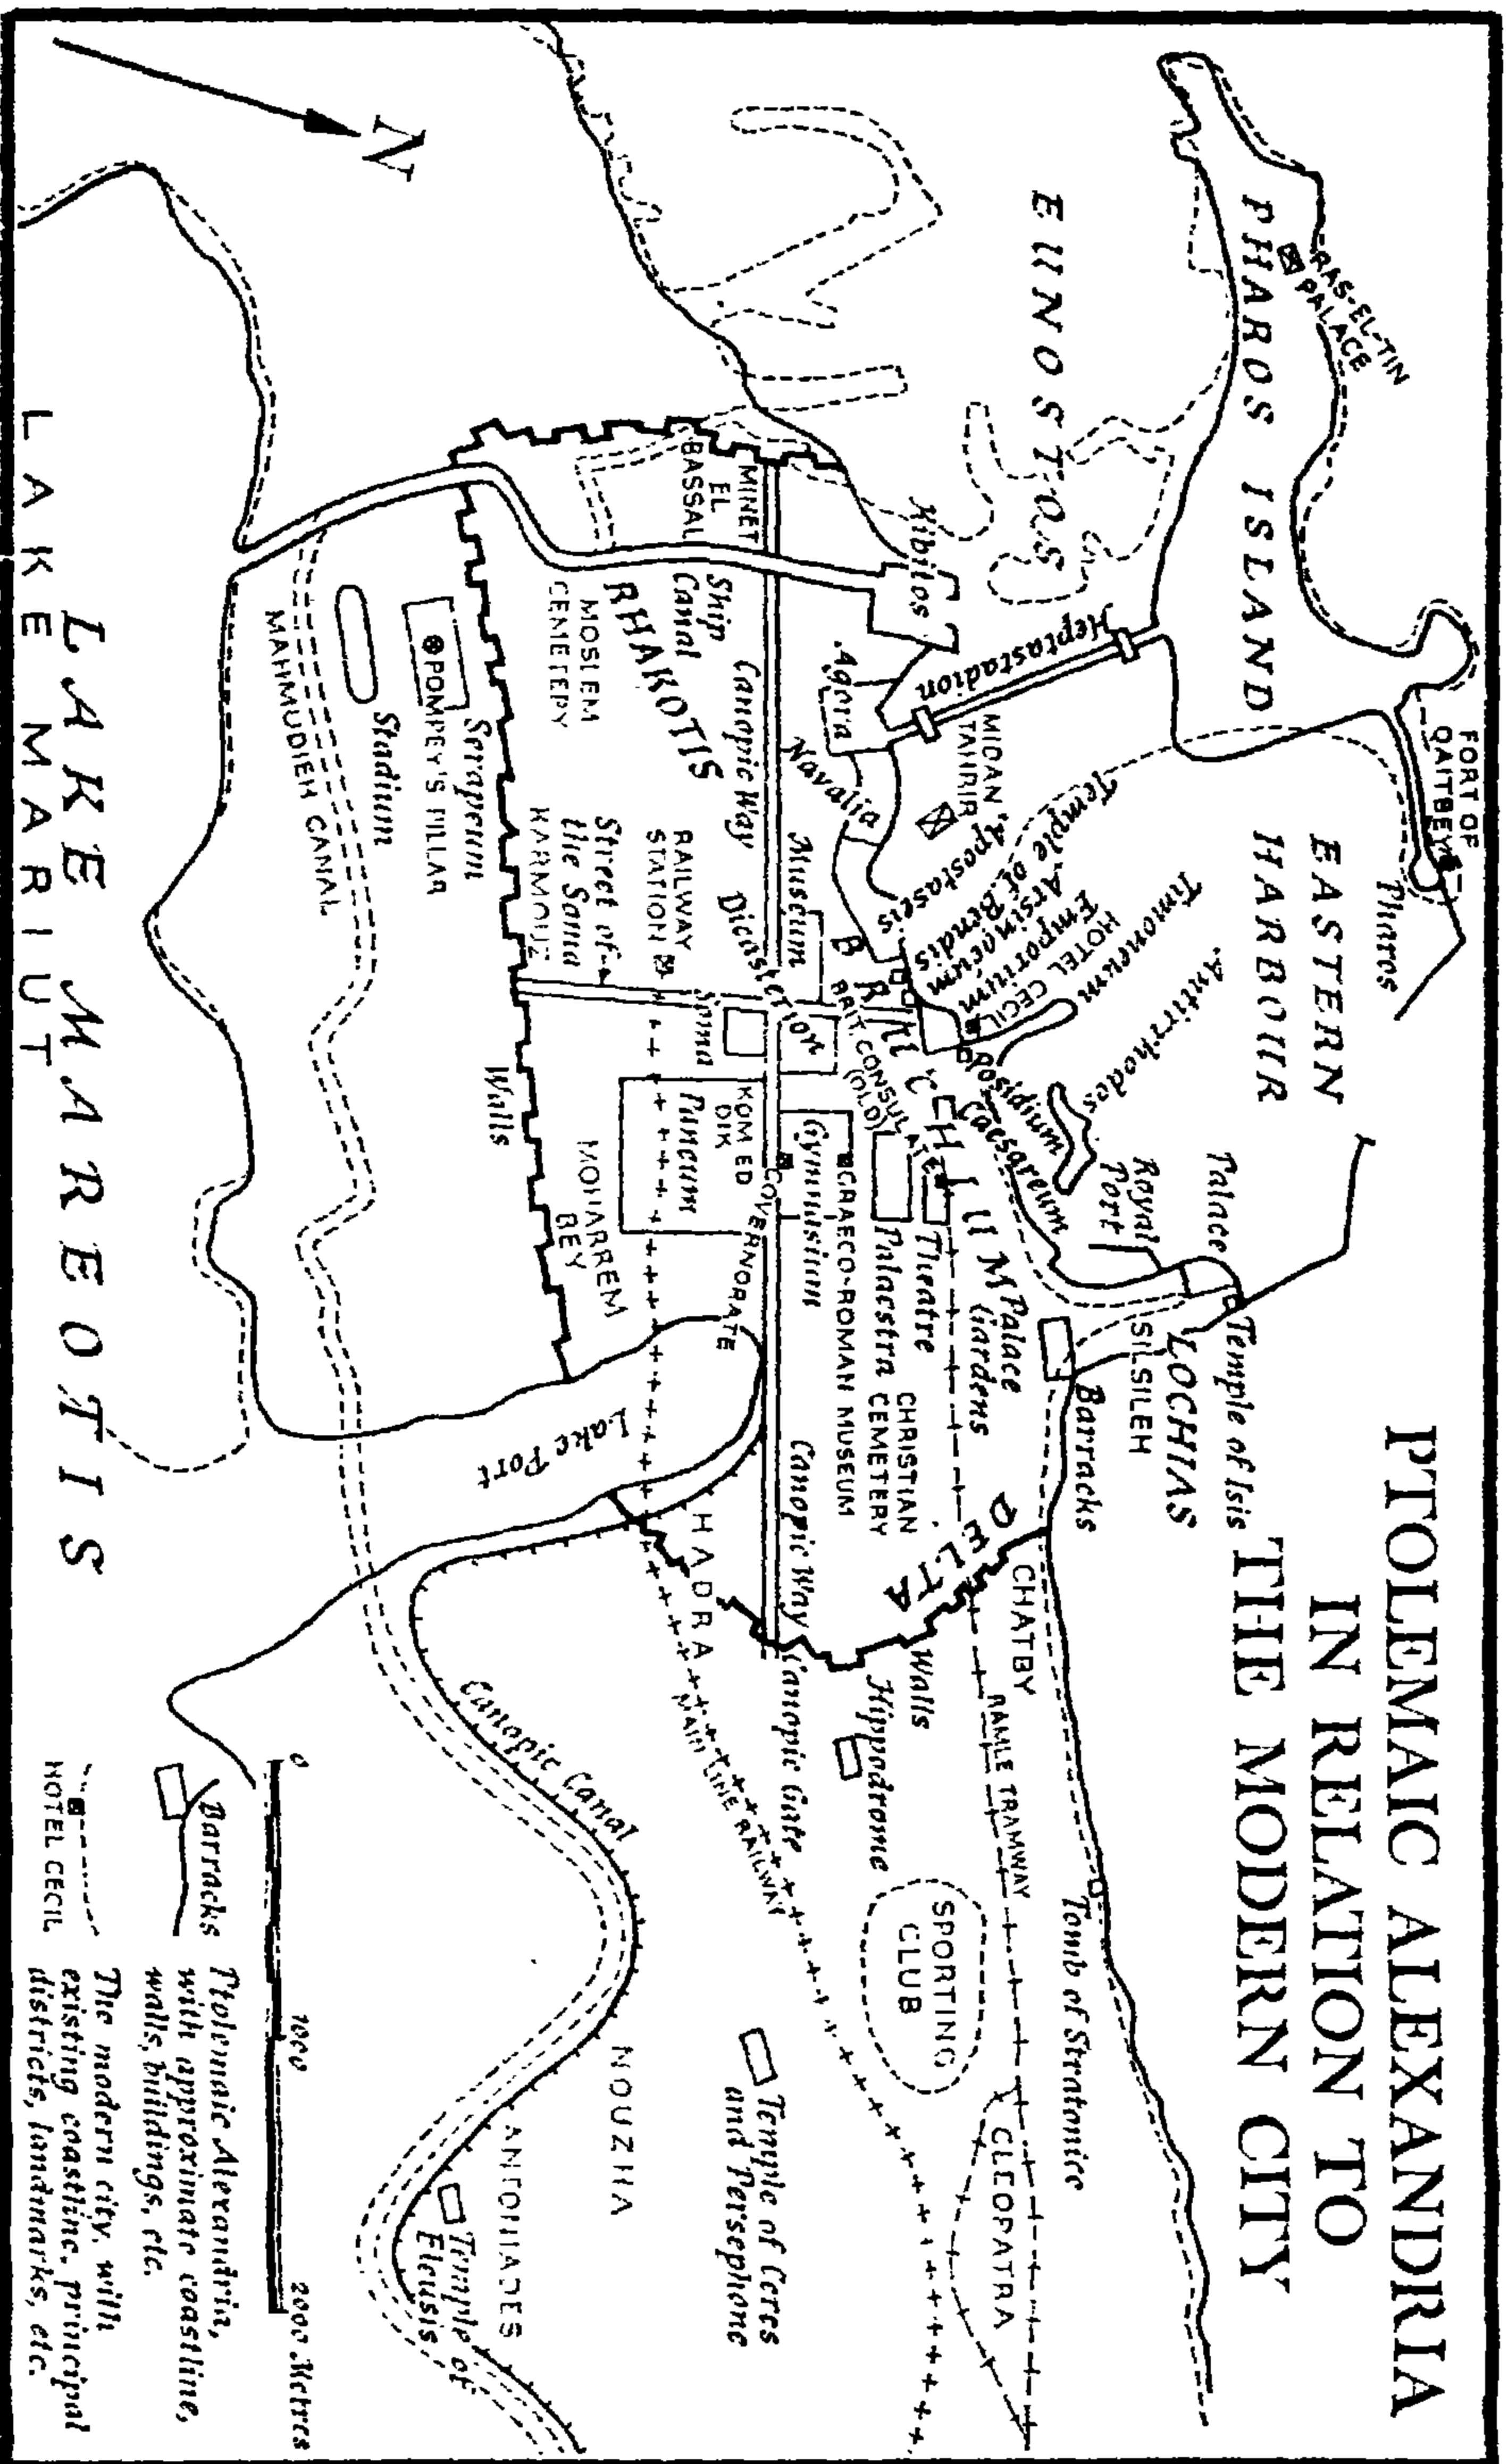 PTOLEMAIC ALEXANDRIA
IN RELATION TO
THE MODERN CITY
N
PHAROS ISLAND
RAS-EL-TIN
PALACE
FORT OF
QAITBEY
Pharos
EASTERN
HARBOUR
EUNOSTOS
Heptastadion
Kibitos
Agora
Navalia
MIDAN
TAHRIR
Apostaseis
Temple of Bendis
Arsinoeum
Emporium
HOTEL CECIL
Timoneum
Antirrhodes
Posidium
Caesareum
Royal
Port
Palace
Temple of Isis
LOCHIAS
SILSILEH
Barracks
Palace
Gardens
BRUCHIUM
BRIT. CONSULATE
(OLD)
Theatre
Palaestra
CHRISTIAN
CEMETERY
GRAECO-ROMAN MUSEUM
Gymnasium
GOVERNORATE
Museum
Dicasterion
Soma
KOM ED
DIK
Paneum
MOHARREM
BEY
MINET
EL
BASSAL
Ship
Canal
RHAKOTIS
MOSLEM
CEMETERY
Canopic Way
RAILWAY
STATION
Street of
the Soma
KARMOUZ
Serapeum
POMPEY'S PILLAR
Stadium
MAHMUDIEH CANAL
Walls
Lake Port
Canopic Way
HADRA
DELTA
CHATBY
Walls
Canopic Gate
Hippodrome
RAMLE TRAMWAY
MAIN LINE RAILWAY
SPORTING
CLUB
Tomb of Stratonice
CLEOPATRA
Temple of Ceres
and Persephone
NOUZHA
ANTONIADES
Temple of
Eleusis
Canopic Canal
LAKE MAREOTIS
LAKE MARIUT
0 1000 2000 Metres
Barracks
Ptolemaic Alexandria,
with approximate coastline,
walls, buildings, etc.
HOTEL CECIL
The modern city, with
existing coastline, principal
districts, landmarks, etc.